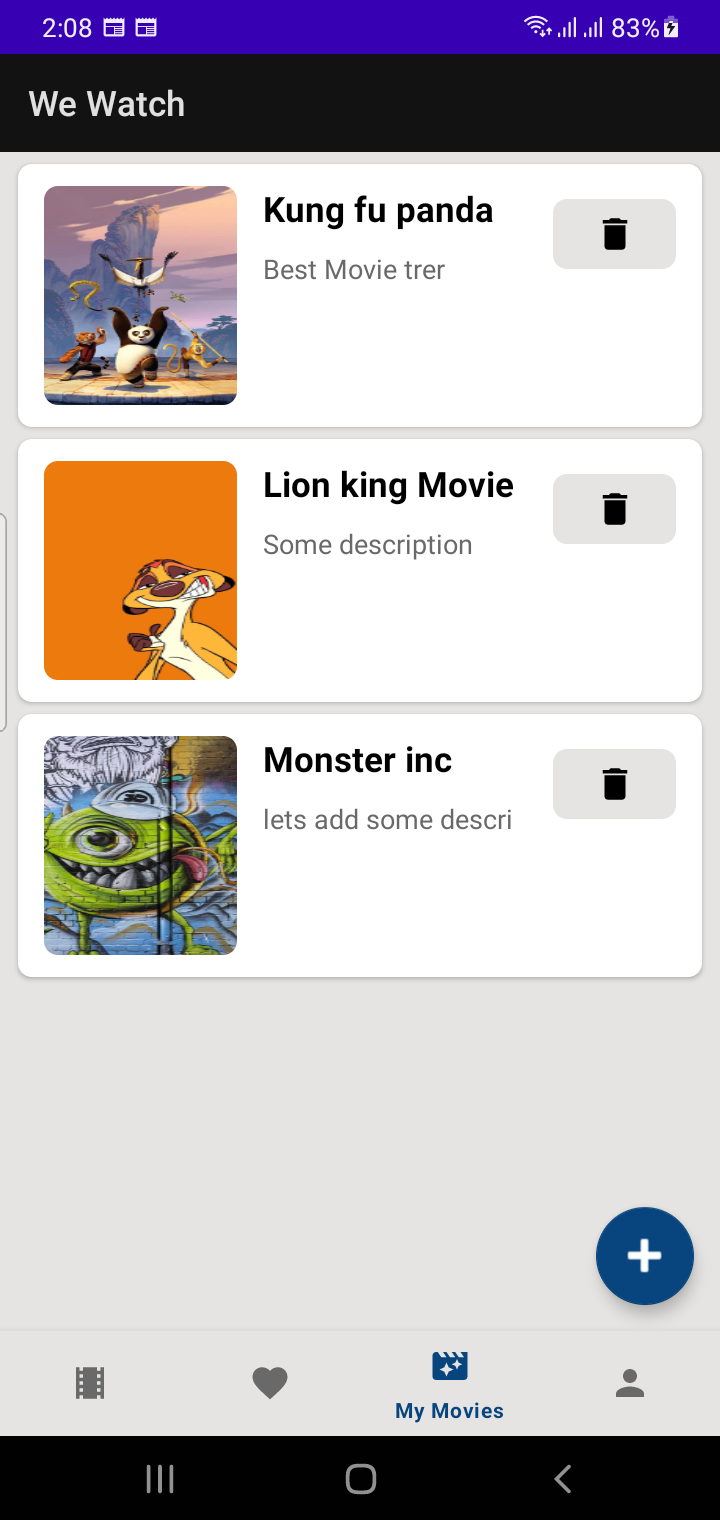 2:08 83%
We Watch
Kung fu panda
Best Movie trer
Lion king Movie
Some description
Monster inc
lets add some descri
My Movies